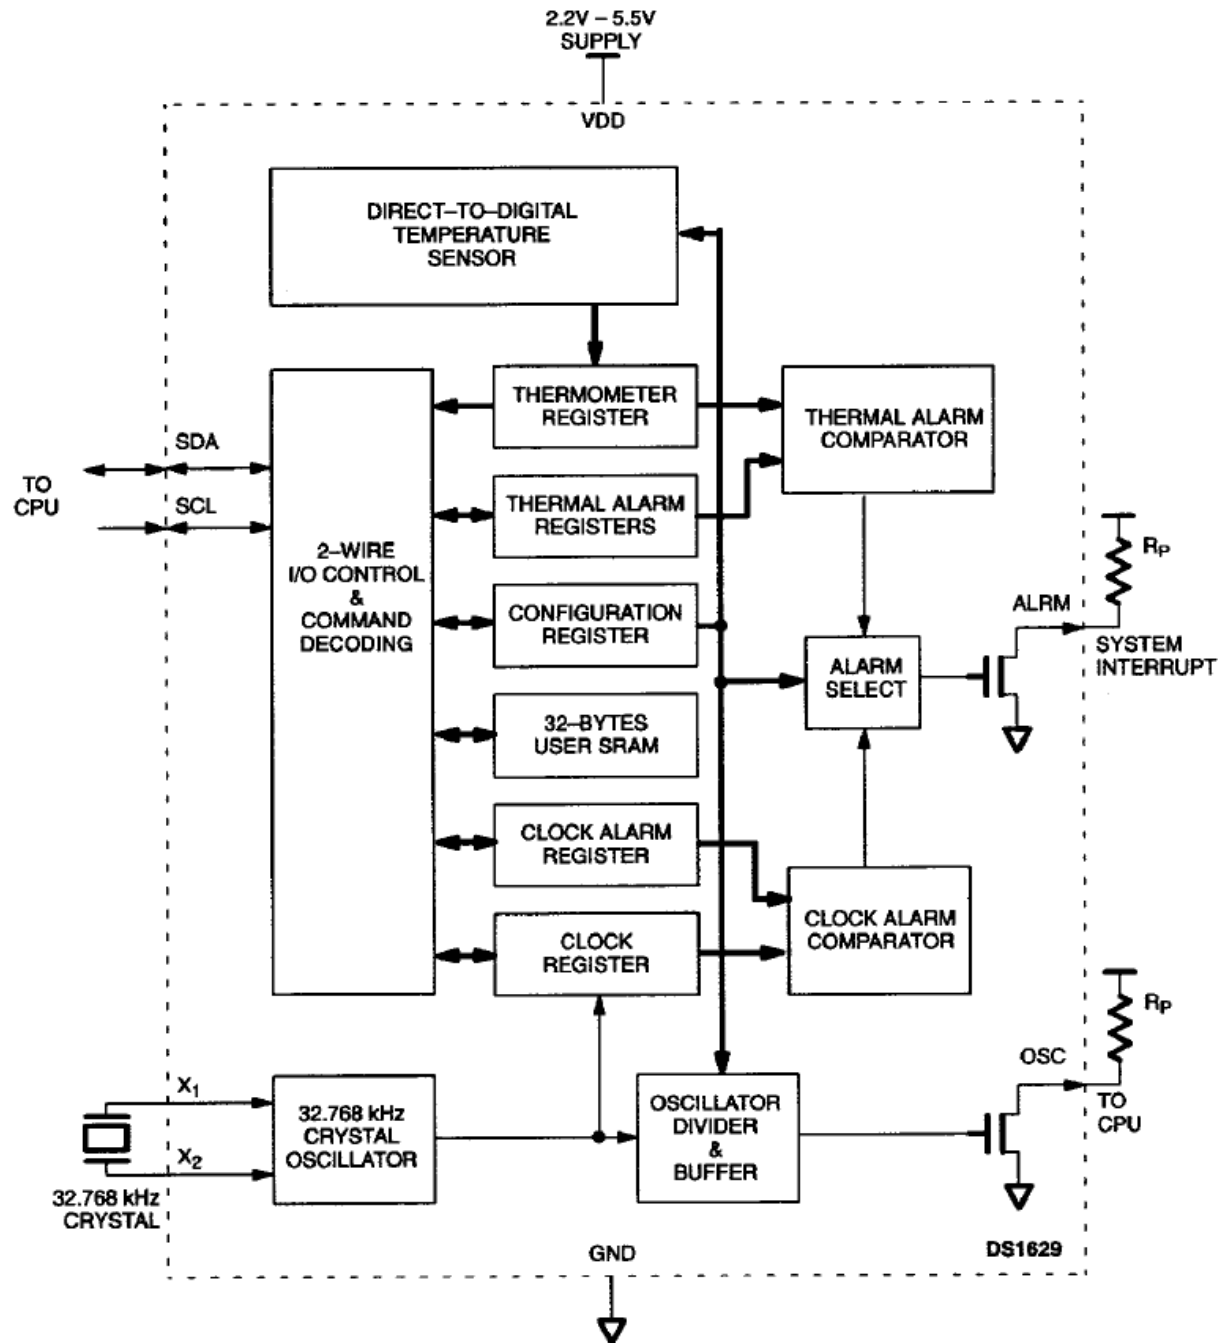 2.2V – 5.5V
SUPPLY
VDD
DIRECT–TO–DIGITAL
TEMPERATURE
SENSOR
THERMOMETER
REGISTER
THERMAL ALARM
COMPARATOR
SDA
TO
CPU
SCL
THERMAL ALARM
REGISTERS
2–WIRE
I/O CONTROL
&
COMMAND
DECODING
CONFIGURATION
REGISTER
RP
ALRM
SYSTEM
INTERRUPT
ALARM
SELECT
32–BYTES
USER SRAM
CLOCK ALARM
REGISTER
CLOCK
REGISTER
CLOCK ALARM
COMPARATOR
RP
OSC
TO
CPU
X1
32.768 kHz
CRYSTAL
OSCILLATOR
OSCILLATOR
DIVIDER
&
BUFFER
X2
32.768 kHz
CRYSTAL
GND
DS1629